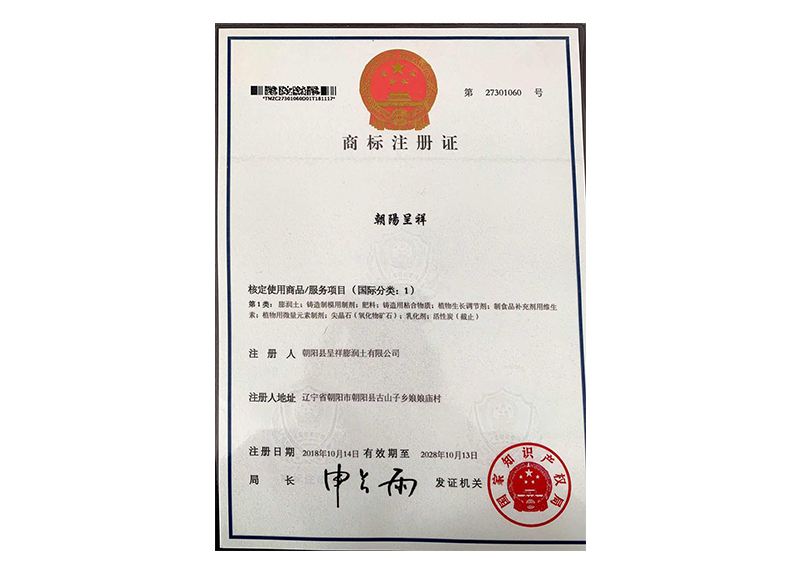 *TMZC27301060D01T181117*
第 27301060 号
商标注册证
朝陽呈祥
核定使用商品/服务项目（国际分类：1）
第1类：膨润土；铸造制模用制剂；肥料；铸造用粘合物质；植物生长调节剂；制食品补充剂用维生
素；植物用微量元素制剂；尖晶石（氧化物矿石）；乳化剂；活性炭（截止）
注 册 人 朝阳县呈祥膨润土有限公司
注册人地址 辽宁省朝阳市朝阳县古山子乡娘娘庙村
注册日期 2018年10月14日 有效期至 2028年10月13日
局 长 申长雨 发证机关
国家知识产权局